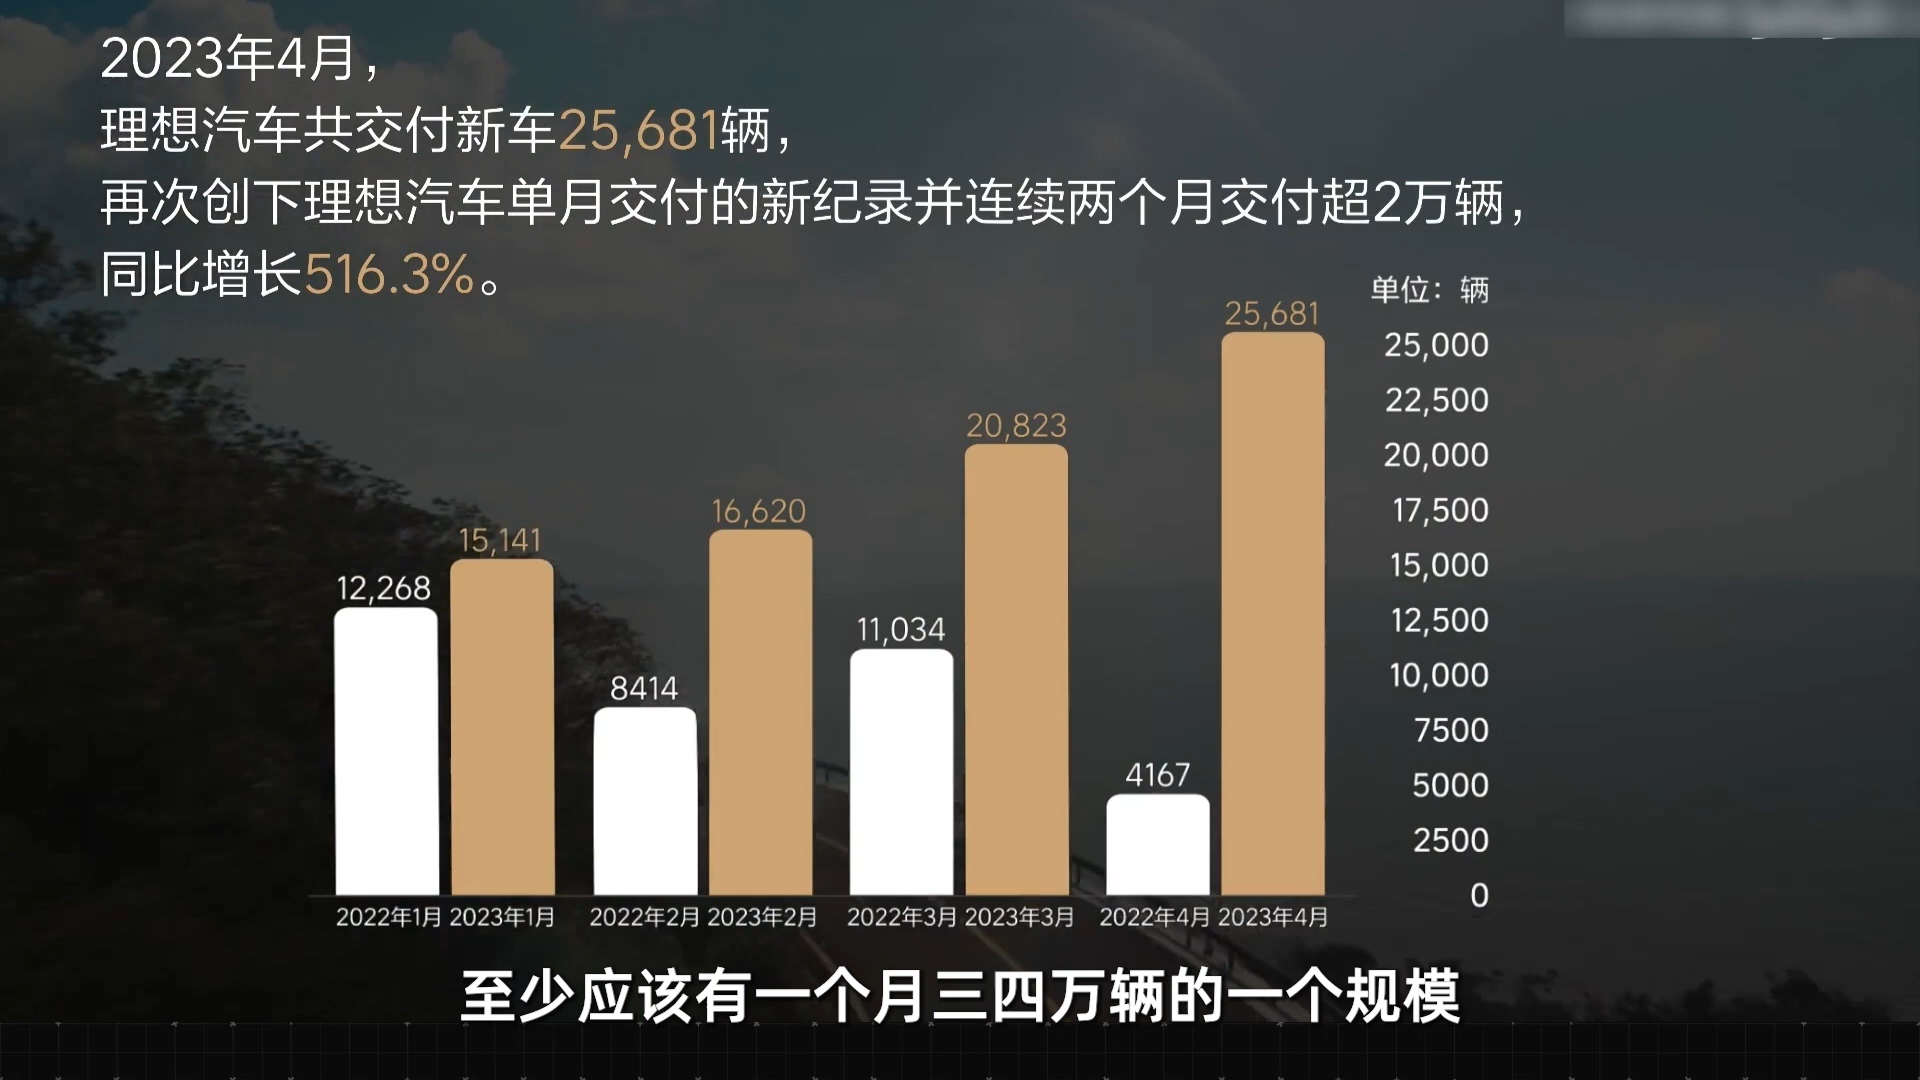 2023年4月，
理想汽车共交付新车25,681辆，
再次创下理想汽车单月交付的新纪录并连续两个月交付超2万辆，
同比增长516.3%。
单位：辆
25,000
22,500
20,000
17,500
15,000
12,500
10,000
7500
5000
2500
0
12,268
15,141
8414
16,620
11,034
20,823
4167
25,681
2022年1月 2023年1月 2022年2月 2023年2月 2022年3月 2023年3月 2022年4月 2023年4月
至少应该有一个月三四万辆的一个规模